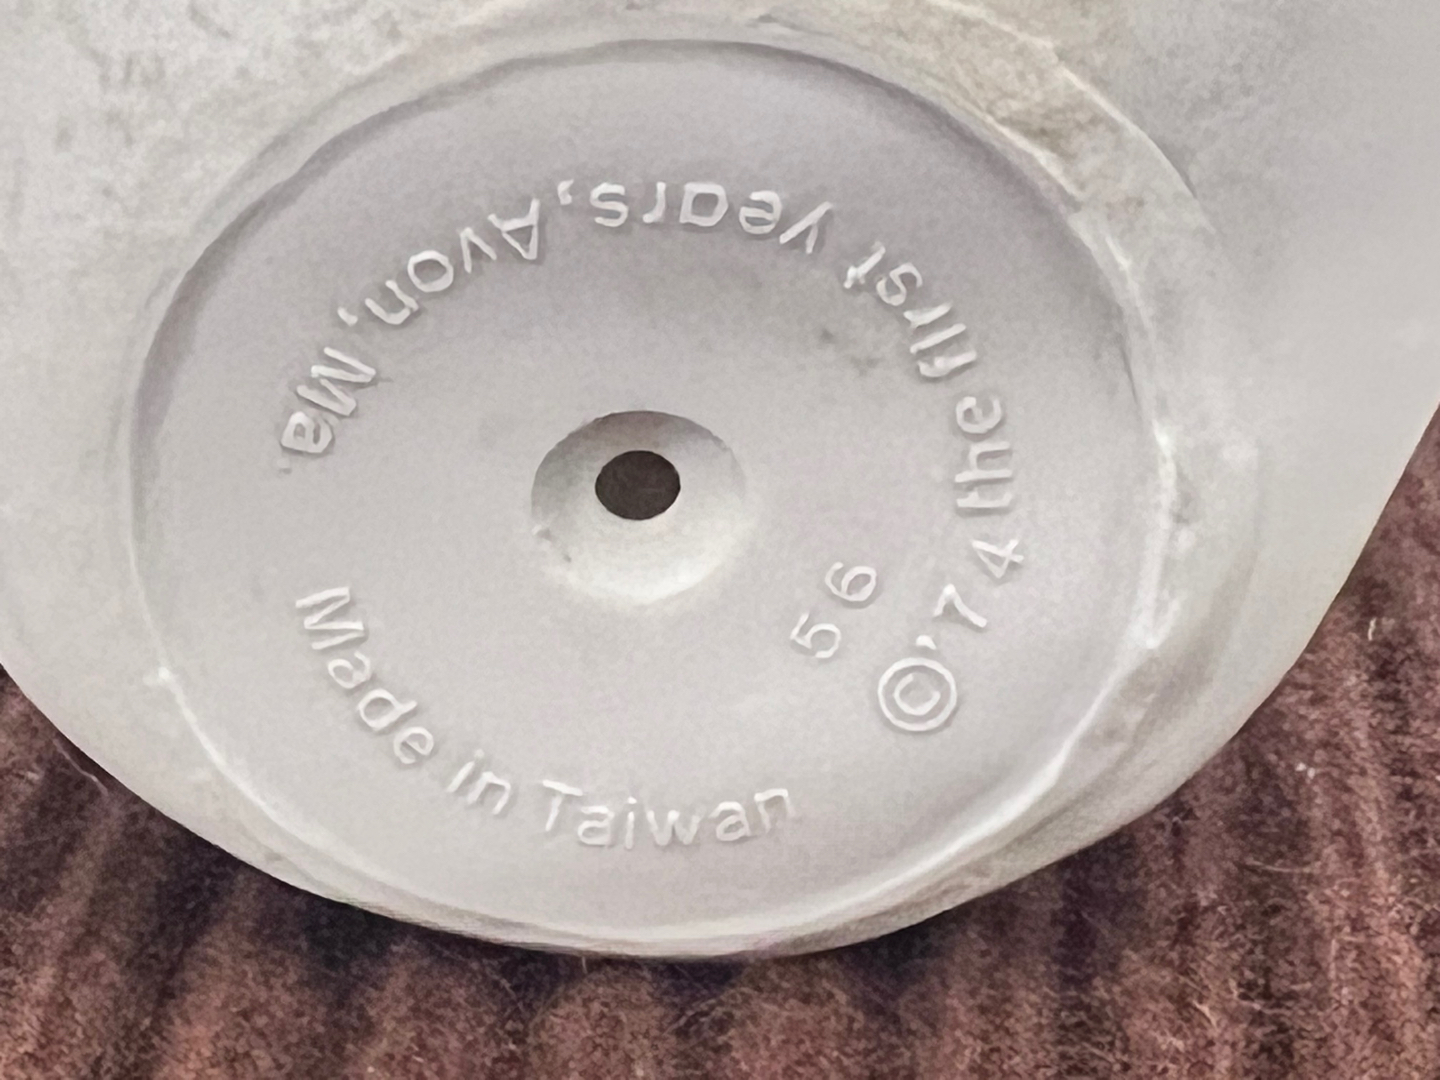 ©'74 the first years, Avon, Ma.
56
Made in Taiwan